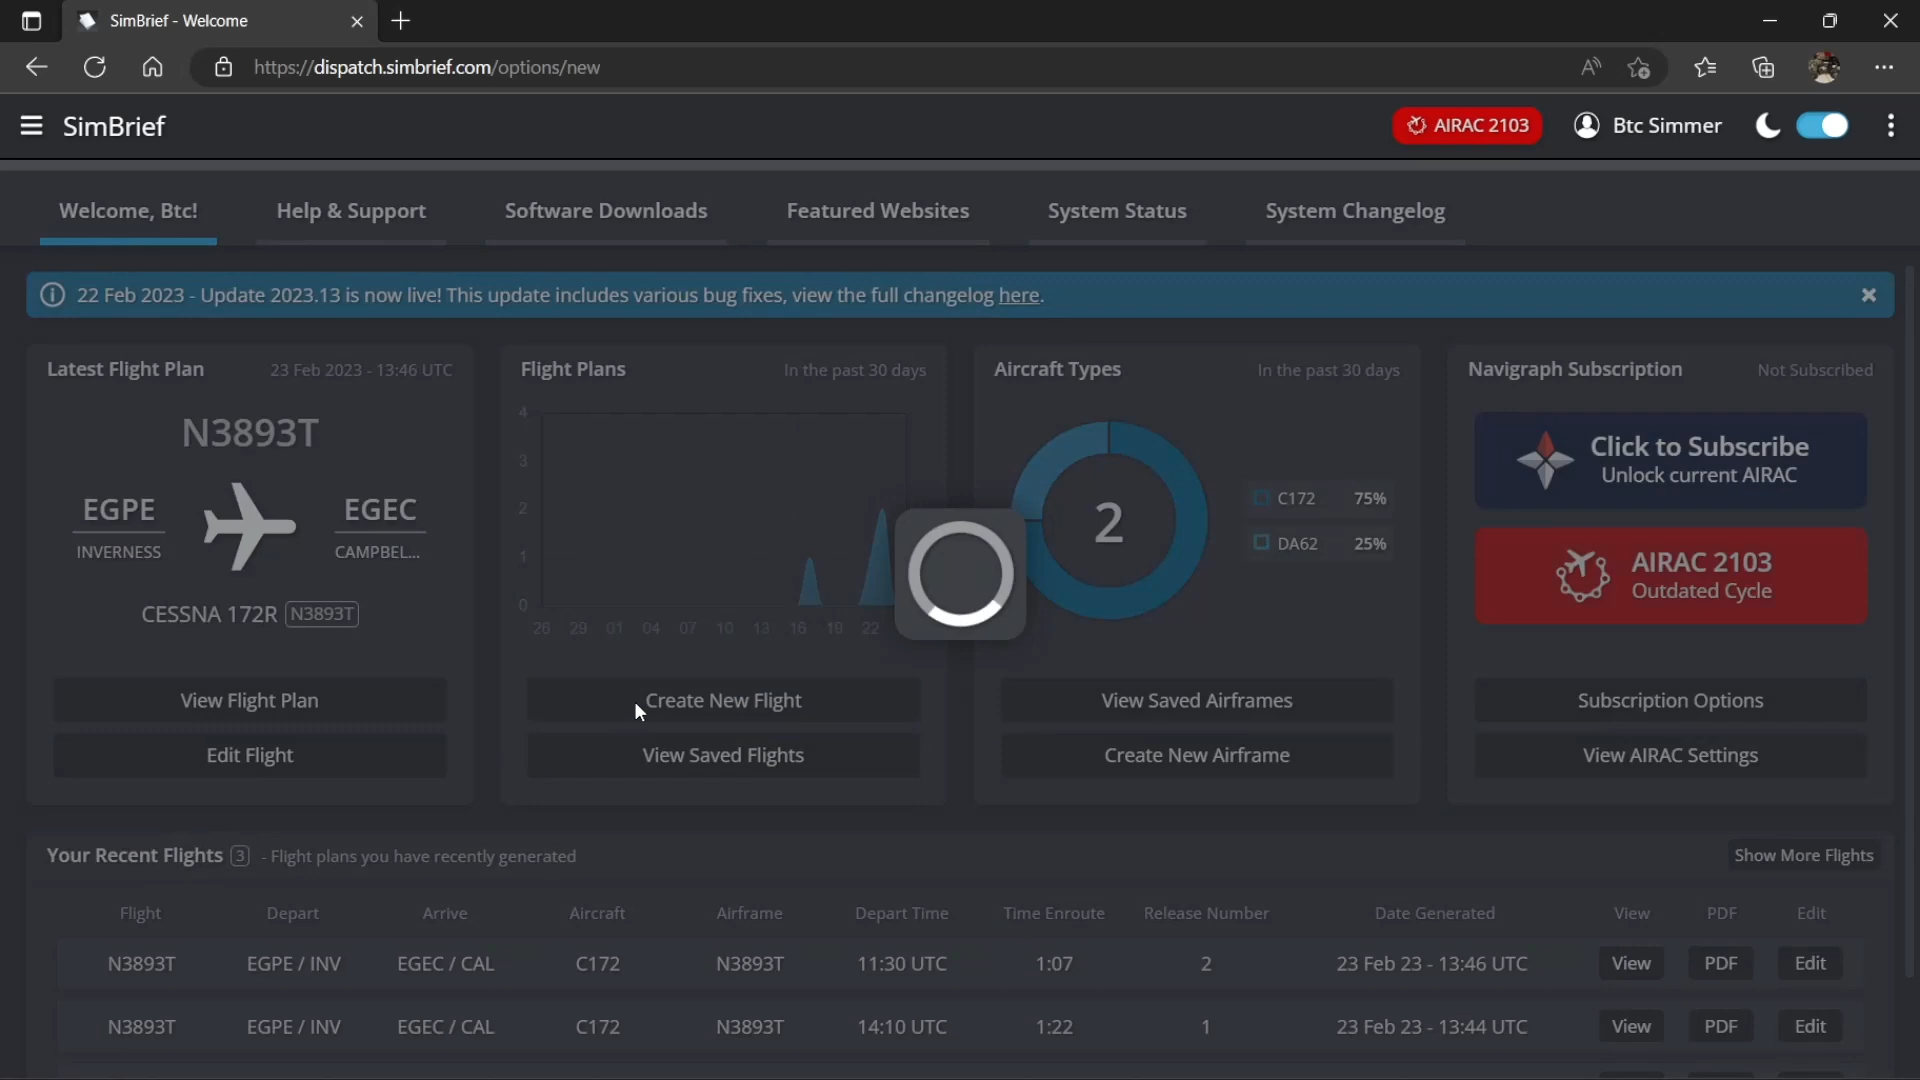 SimBrief - Welcome
https://dispatch.simbrief.com/options/new
SimBrief
AIRAC 2103
Btc Simmer
Welcome, Btc!
Help & Support
Software Downloads
Featured Websites
System Status
System Changelog
22 Feb 2023 - Update 2023.13 is now live! This update includes various bug fixes, view the full changelog here.
Latest Flight Plan
23 Feb 2023 - 13:46 UTC
N3893T
EGPE
EGEC
INVERNESS
CAMPBEL...
CESSNA 172R N3893T
View Flight Plan
Edit Flight
Flight Plans
In the past 30 days
4
3
2
1
0
26 29 01 04 07 10 13 16 19 22
Create New Flight
View Saved Flights
Aircraft Types
In the past 30 days
2
C172 75%
DA62 25%
View Saved Airframes
Create New Airframe
Navigraph Subscription
Not Subscribed
Click to Subscribe
Unlock current AIRAC
AIRAC 2103
Outdated Cycle
Subscription Options
View AIRAC Settings
Your Recent Flights 3 - Flight plans you have recently generated
Show More Flights
Flight Depart Arrive Aircraft Airframe Depart Time Time Enroute Release Number Date Generated View PDF Edit
N3893T EGPE / INV EGEC / CAL C172 N3893T 11:30 UTC 1:07 2 23 Feb 23 - 13:46 UTC View PDF Edit
N3893T EGPE / INV EGEC / CAL C172 N3893T 14:10 UTC 1:22 1 23 Feb 23 - 13:44 UTC View PDF Edit